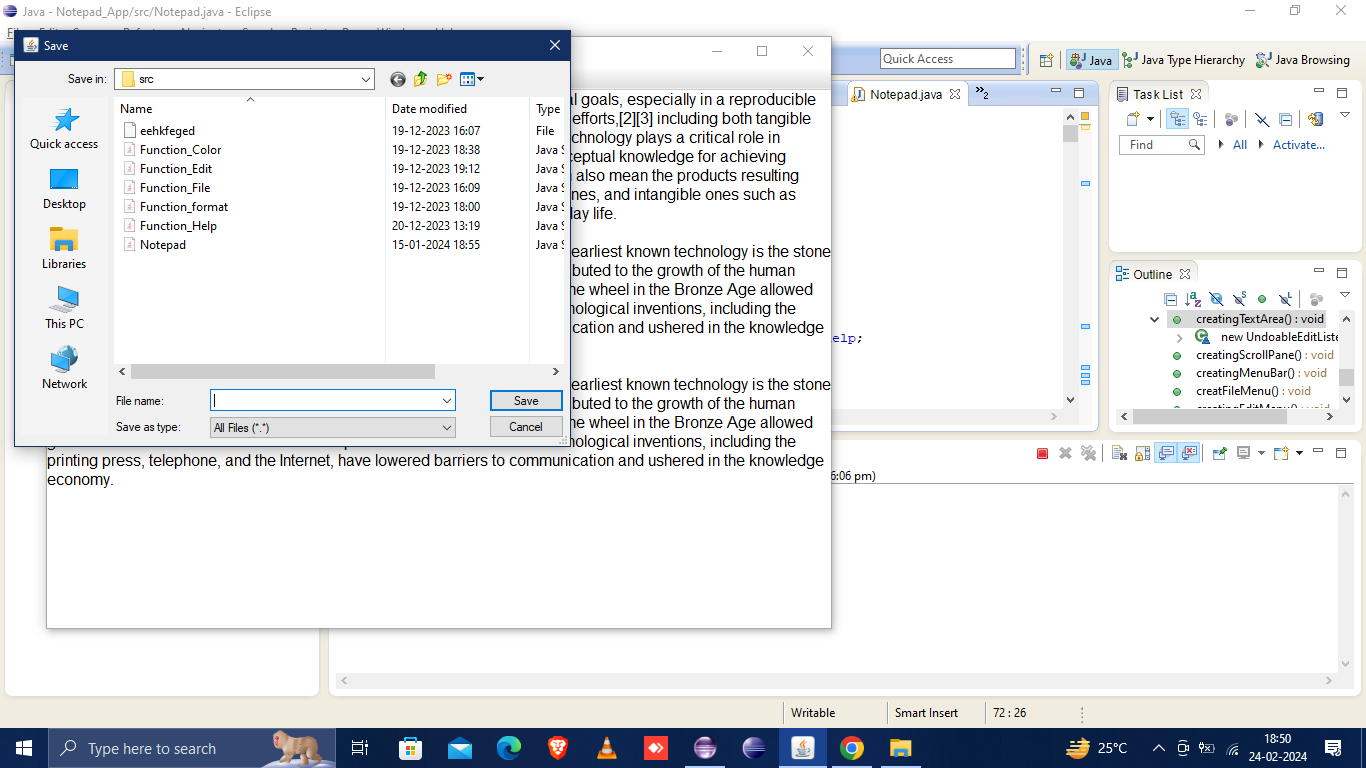 Java - Notepad_App/src/Notepad.java - Eclipse
Save
Save in:
src
Name
Date modified
Type
eehkfeged
19-12-2023 16:07
File
Function_Color
19-12-2023 18:38
Java S
Function_Edit
19-12-2023 19:12
Java S
Function_File
19-12-2023 16:09
Java S
Function_format
19-12-2023 18:00
Java S
Function_Help
20-12-2023 13:19
Java S
Notepad
15-01-2024 18:55
Java S
Quick access
Desktop
Libraries
This PC
Network
File name:
Save
Save as type:
All Files (*.*)
Cancel
l goals, especially in a reproducible
efforts,[2][3] including both tangible
chnology plays a critical role in
ceptual knowledge for achieving
also mean the products resulting
nes, and intangible ones such as
lay life.
earliest known technology is the stone
buted to the growth of the human
ne wheel in the Bronze Age allowed
nological inventions, including the
ication and ushered in the knowledge
earliest known technology is the stone
buted to the growth of the human
ne wheel in the Bronze Age allowed
nological inventions, including the
printing press, telephone, and the Internet, have lowered barriers to communication and ushered in the knowledge
economy.
Quick Access
Java
Java Type Hierarchy
Java Browsing
Notepad.java
»2
elp;
Task List
Find
All
Activate...
Outline
creatingTextArea() : void
new UndoableEditListe
creatingScrollPane() : void
creatingMenuBar() : void
creatFileMenu() : void
creatingEditMenu() : void
6:06 pm)
Writable
Smart Insert
72 : 26
Type here to search
25°C
18:50
24-02-2024